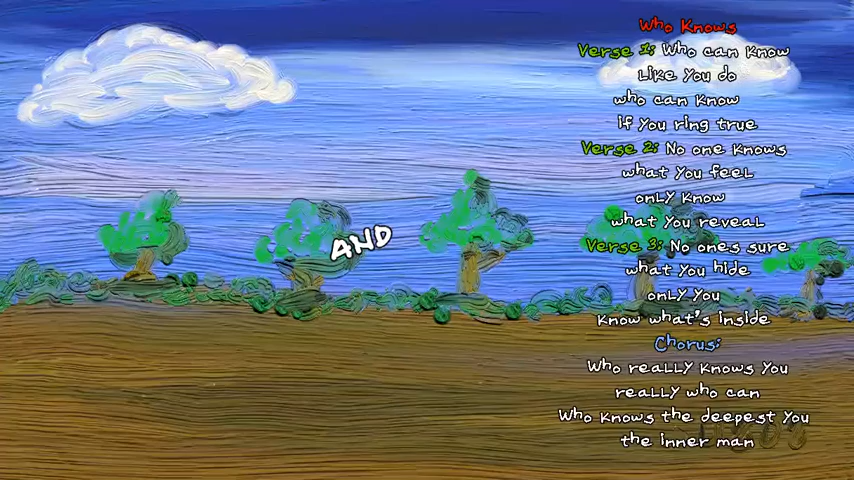 Who Knows
Verse 1: Who can know
Like you do
who can know
if you ring true
Verse 2: No one knows
what you feel
only know
what you reveal
Verse 3: No ones sure
what you hide
only you
know what's inside
Chorus:
Who really knows you
really who can
Who knows the deepest you
the inner man
AND